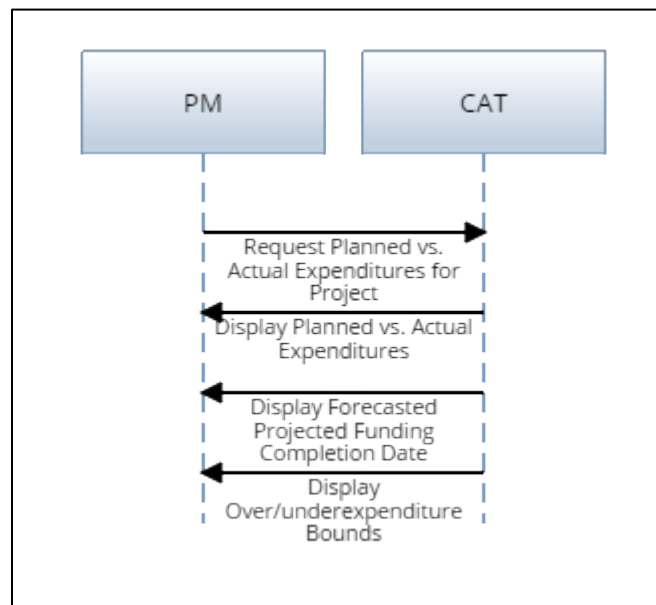 PM
CAT
Request Planned vs.
Actual Expenditures for
Project
Display Planned vs. Actual
Expenditures
Display Forecasted
Projected Funding
Completion Date
Display
Over/underexpenditure
Bounds